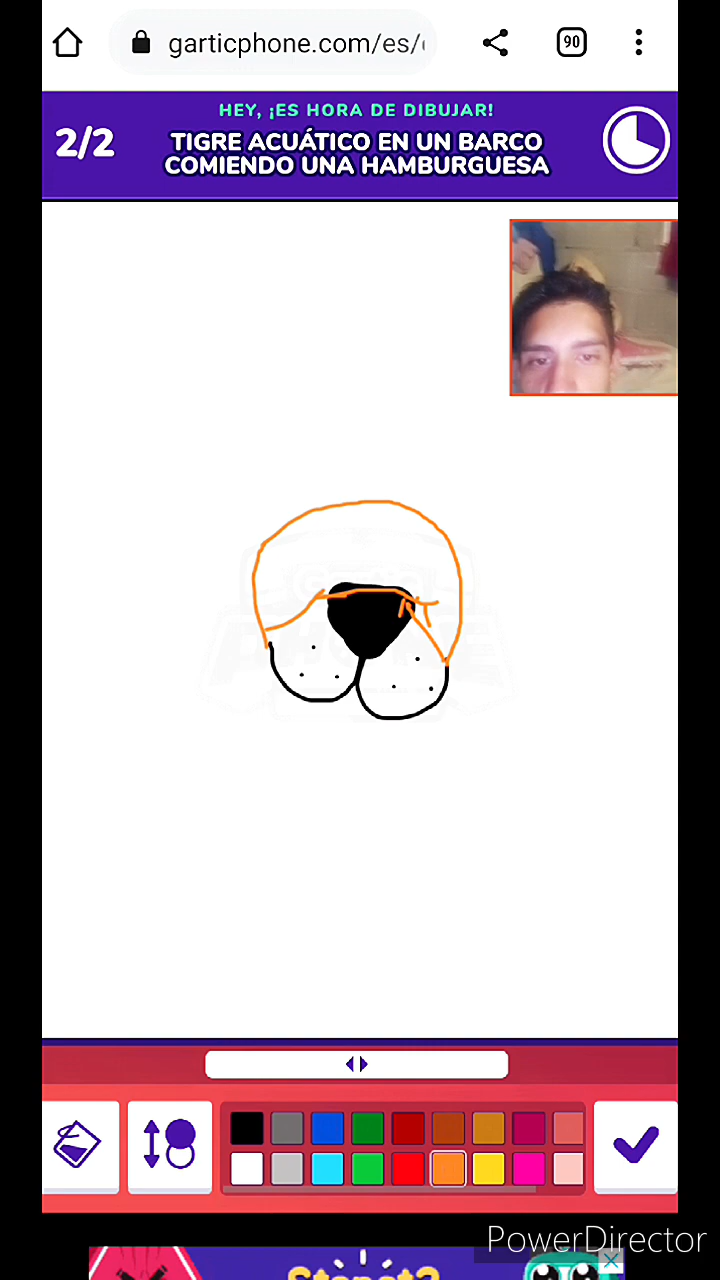 garticphone.com/es/
90
HEY, ¡ES HORA DE DIBUJAR!
2/2
TIGRE ACUÁTICO EN UN BARCO
COMIENDO UNA HAMBURGUESA
PowerDirector